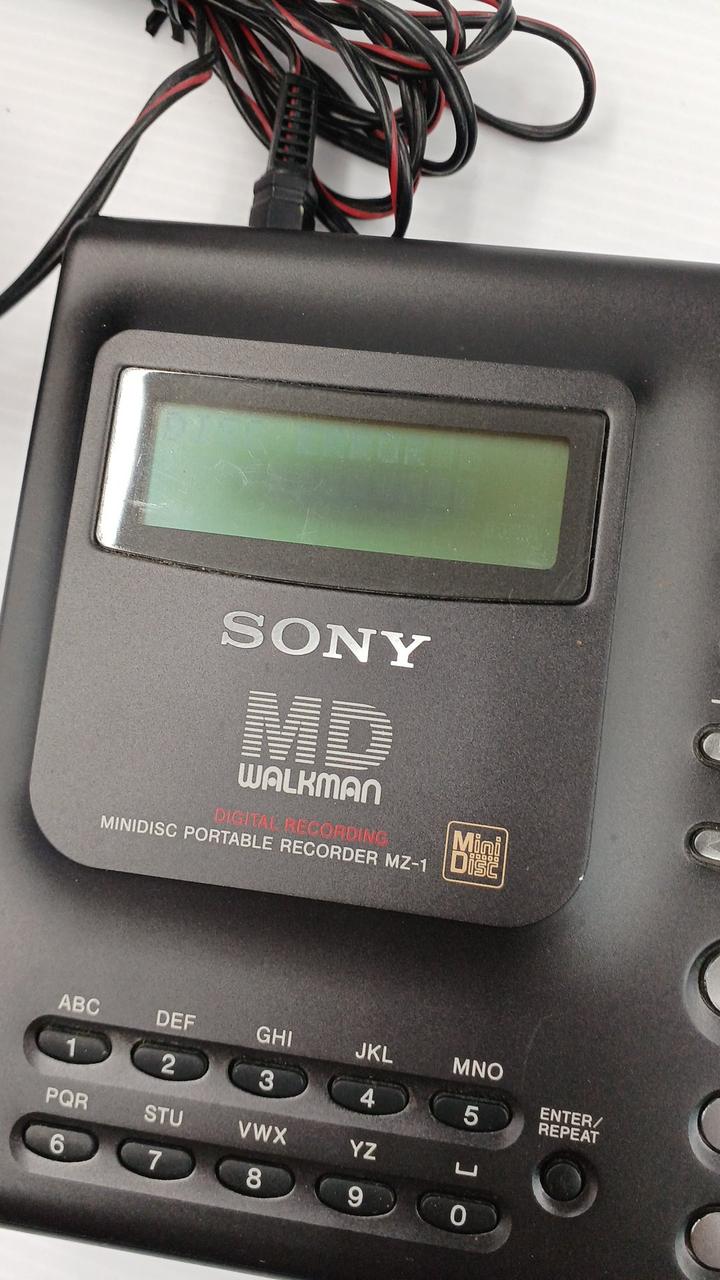 SONY
MD
WALKMAN
DIGITAL RECORDING
MINIDISC PORTABLE RECORDER MZ-1
Mini
Disc
ABC DEF GHI JKL MNO
1 2 3 4 5
PQR STU VWX YZ ⌴
6 7 8 9 0
ENTER/
REPEAT